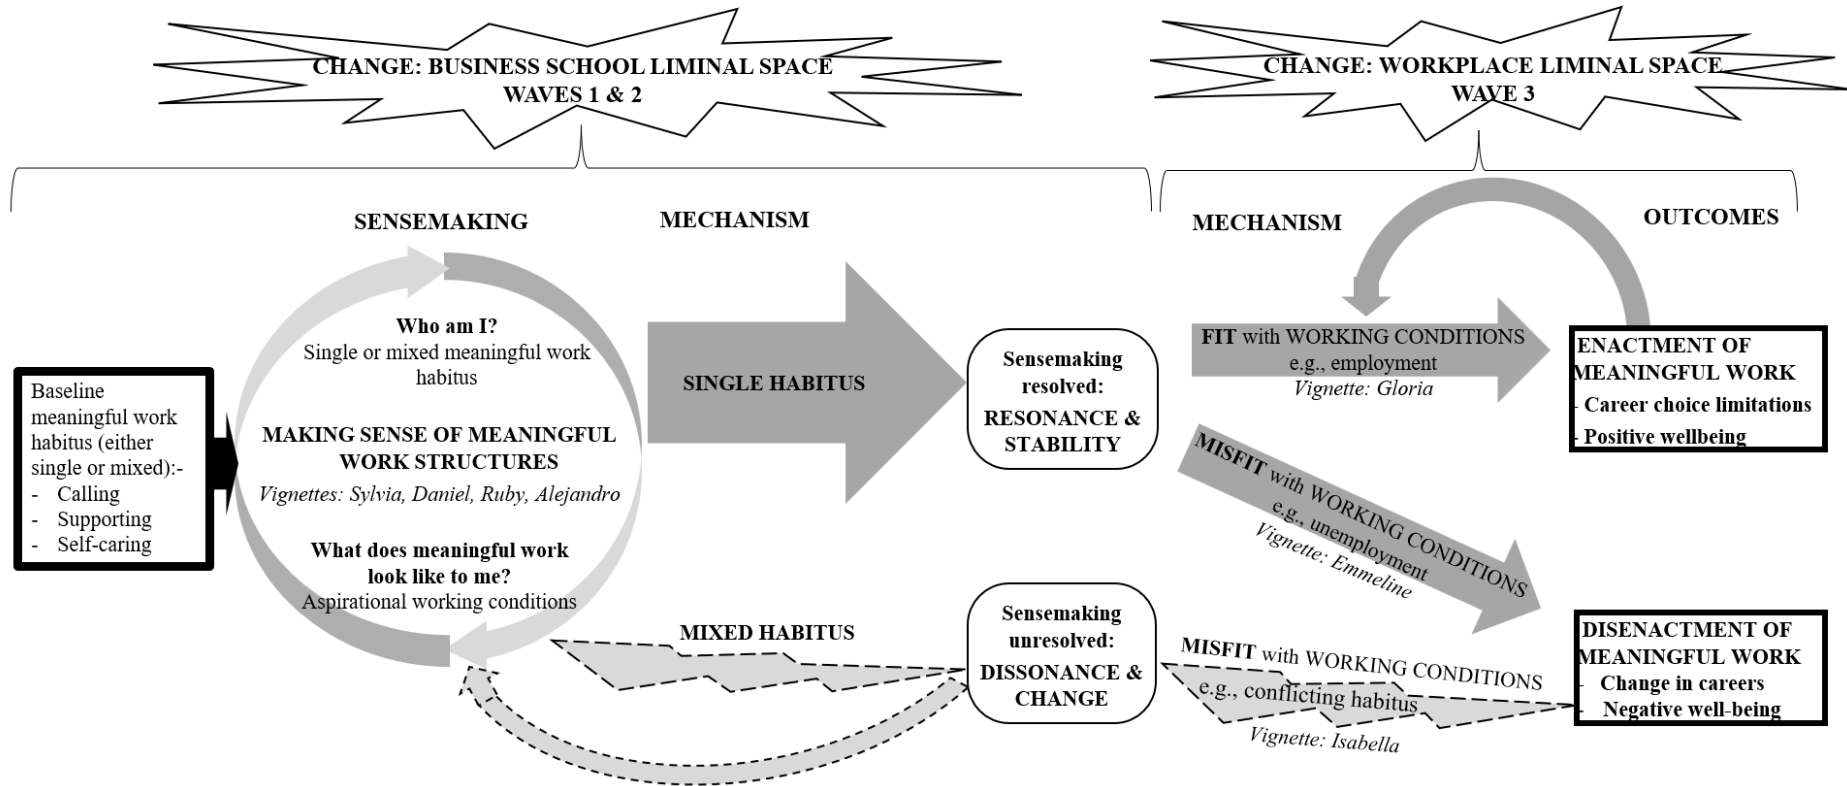 CHANGE: BUSINESS SCHOOL LIMINAL SPACE
WAVES 1 & 2
CHANGE: WORKPLACE LIMINAL SPACE
WAVE 3
SENSEMAKING
MECHANISM
MECHANISM
OUTCOMES
Baseline
meaningful work
habitus (either
single or mixed):-
- Calling
- Supporting
- Self-caring
Who am I?
Single or mixed meaningful work
habitus
MAKING SENSE OF MEANINGFUL
WORK STRUCTURES
Vignettes: Sylvia, Daniel, Ruby, Alejandro
What does meaningful work
look like to me?
Aspirational working conditions
SINGLE HABITUS
MIXED HABITUS
Sensemaking
resolved:
RESONANCE &
STABILITY
Sensemaking
unresolved:
DISSONANCE &
CHANGE
FIT with WORKING CONDITIONS
e.g., employment
Vignette: Gloria
MISFIT with WORKING CONDITIONS
e.g., unemployment
Vignette: Emmeline
MISFIT with WORKING CONDITIONS
e.g., conflicting habitus
Vignette: Isabella
ENACTMENT OF
MEANINGFUL WORK
- Career choice limitations
- Positive wellbeing
DISENACTMENT OF
MEANINGFUL WORK
- Change in careers
- Negative well-being